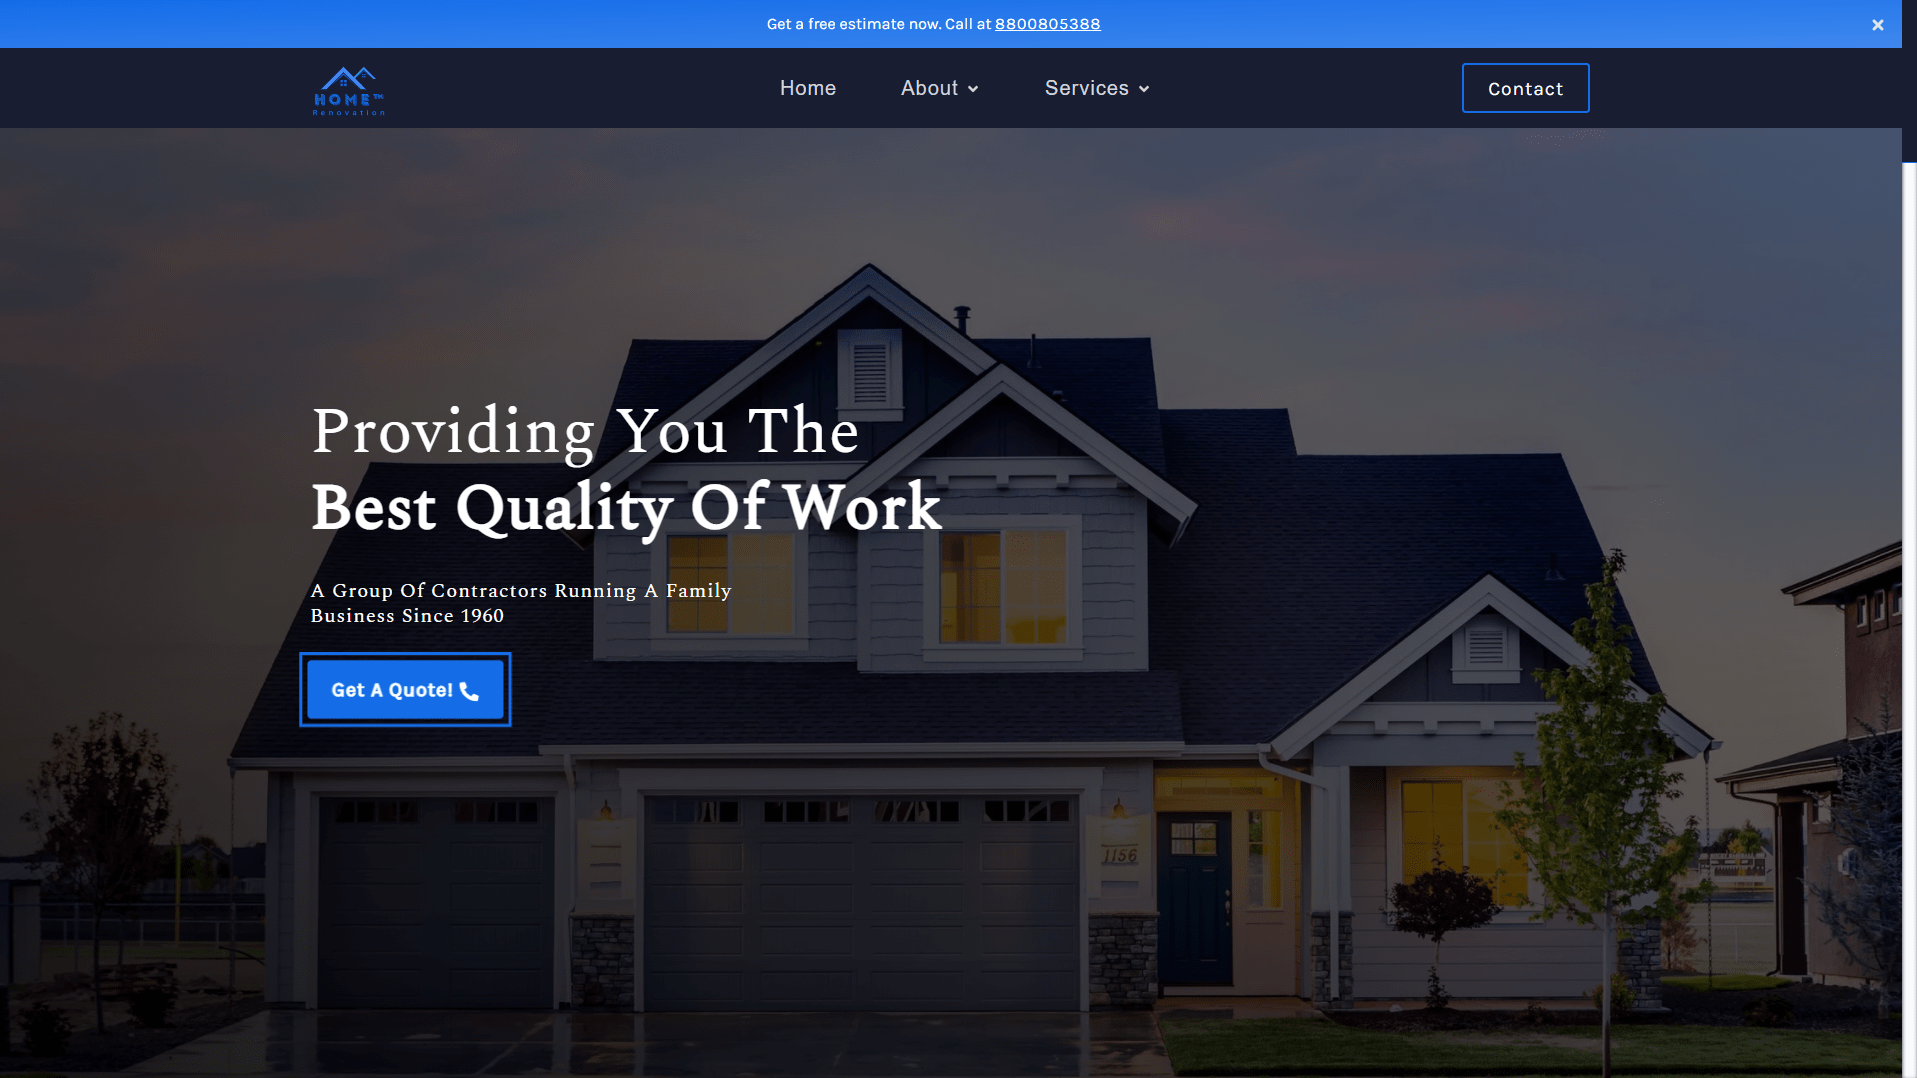 Get a free estimate now. Call at 8800805388
HOME™
Renovation
Home
About
Services
Contact
Providing You The
Best Quality Of Work
A Group Of Contractors Running A Family
Business Since 1960
Get A Quote!
1156